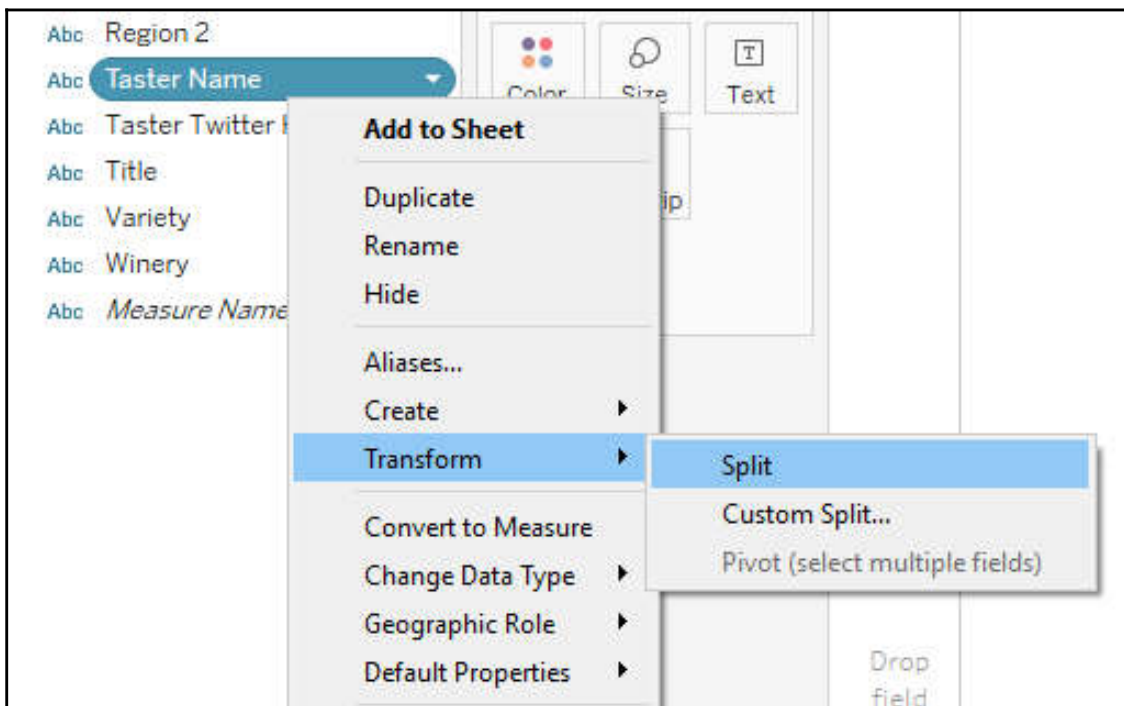 Abc Region 2
Abc Taster Name
Abc Taster Twitter
Abc Title
Abc Variety
Abc Winery
Abc Measure Name
Color
Size
T
Text
ip
Add to Sheet
Duplicate
Rename
Hide
Aliases...
Create
Transform
Convert to Measure
Change Data Type
Geographic Role
Default Properties
Split
Custom Split...
Pivot (select multiple fields)
Drop
field